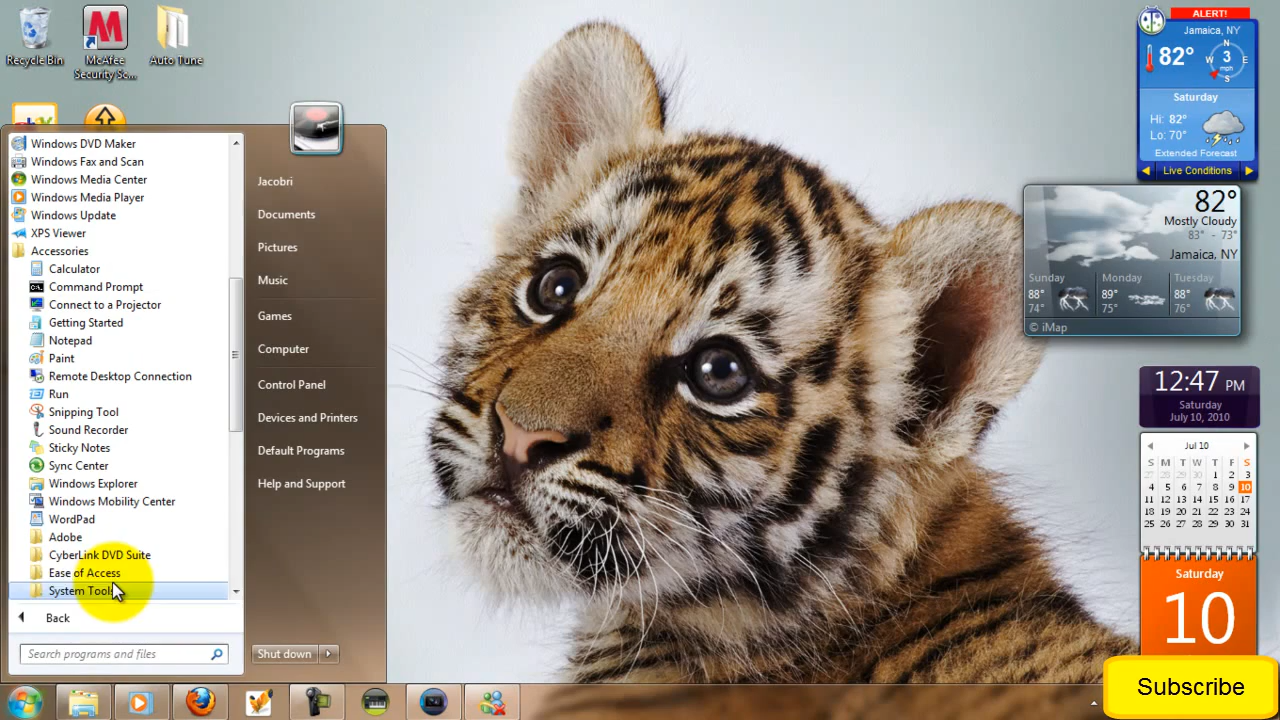 Recycle Bin
McAfee
Security Sc...
Auto Tune
Windows DVD Maker
Windows Fax and Scan
Windows Media Center
Windows Media Player
Windows Update
XPS Viewer
Accessories
Calculator
Command Prompt
Connect to a Projector
Getting Started
Notepad
Paint
Remote Desktop Connection
Run
Snipping Tool
Sound Recorder
Sticky Notes
Sync Center
Windows Explorer
Windows Mobility Center
WordPad
Adobe
CyberLink DVD Suite
Ease of Access
System Tools
Back
Search programs and files
Jacobri
Documents
Pictures
Music
Games
Computer
Control Panel
Devices and Printers
Default Programs
Help and Support
Shut down
ALERT!
Jamaica, NY
82°
N
W 3 E
mph
S
Saturday
Hi: 82°
Lo: 70°
Extended Forecast
Live Conditions
82°
Mostly Cloudy
83° - 73°
Jamaica, NY
Sunday Monday Tuesday
88° 89° 88°
74° 75° 76°
© iMap
12:47 PM
Saturday
July 10, 2010
Jul 10
S M T W T F S
27 28 29 30 1 2 3
4 5 6 7 8 9 10
11 12 13 14 15 16 17
18 19 20 21 22 23 24
25 26 27 28 29 30 31
Saturday
10
Subscribe